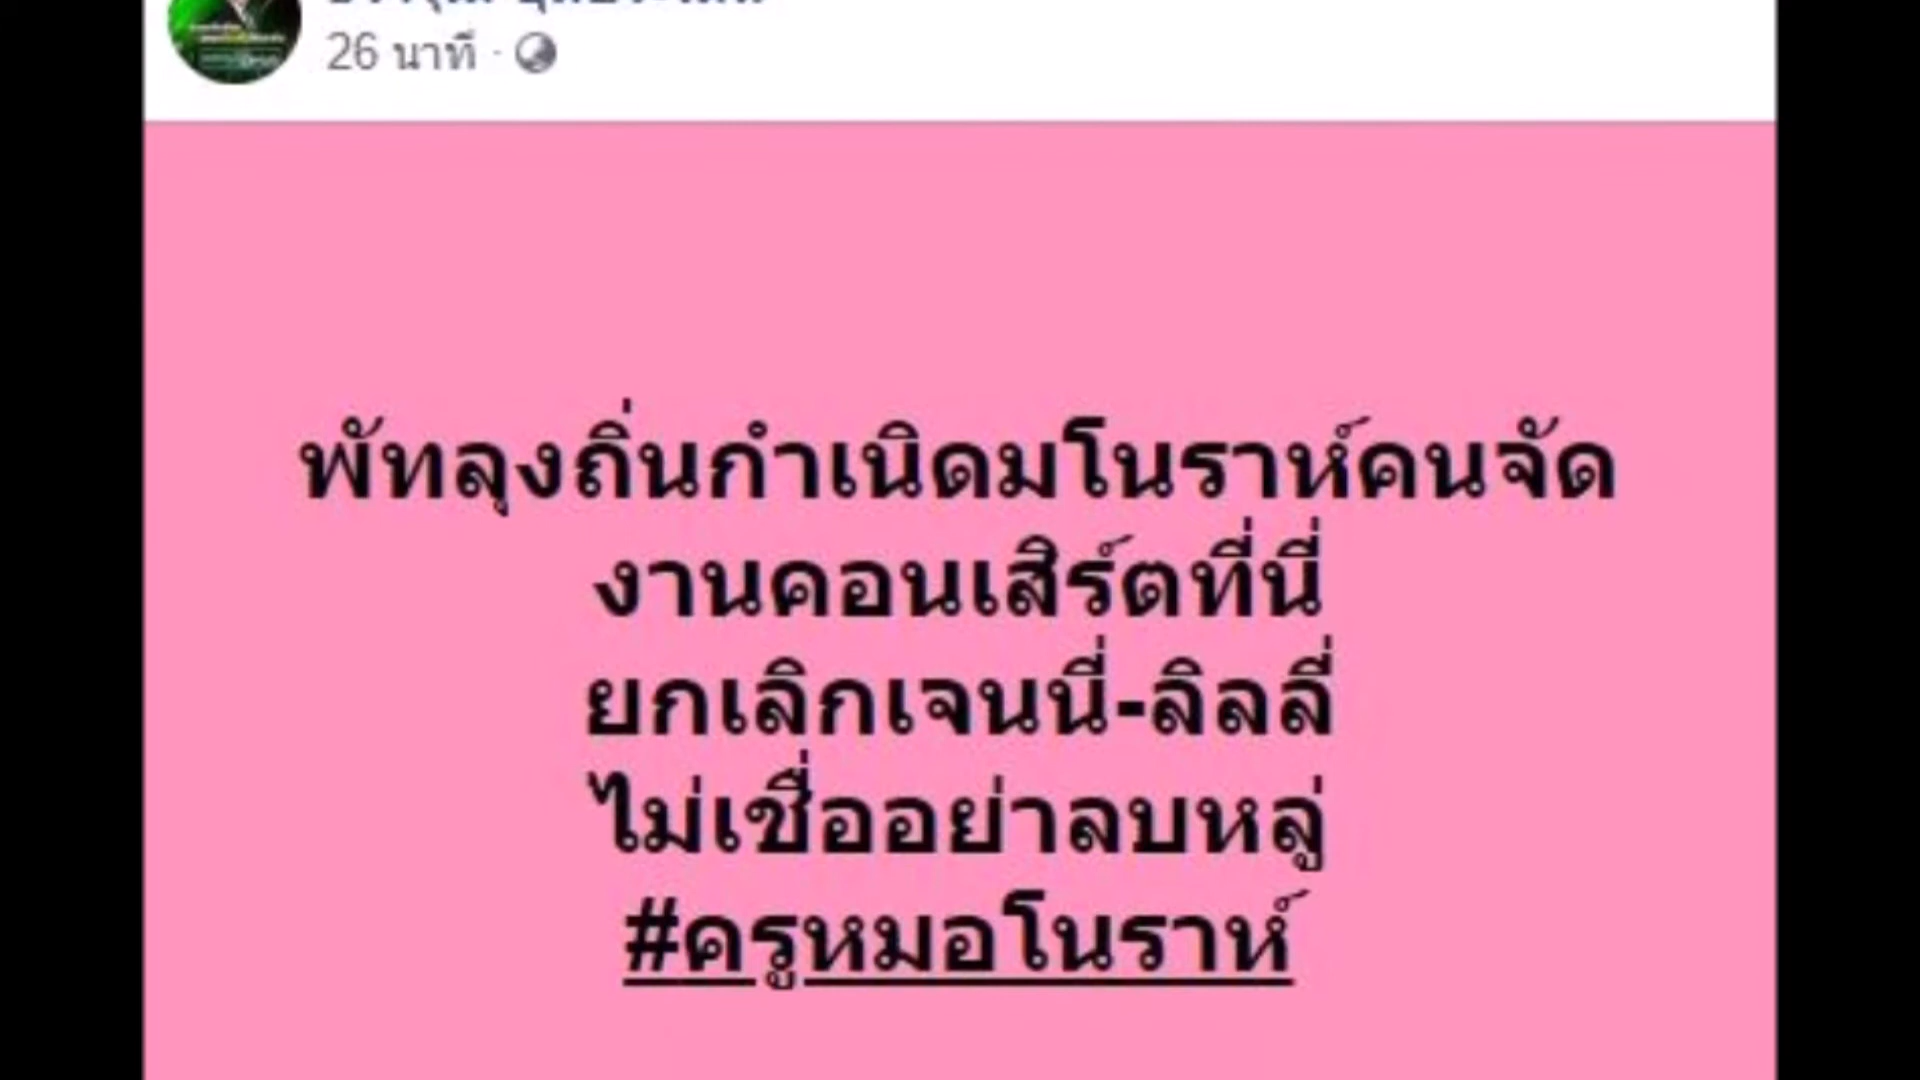 26 นาที ·
พัทลุงถิ่นกำเนิดมโนราห์คนจัด
งานคอนเสิร์ตที่นี่
ยกเลิกเจนนี่-ลิลลี่
ไม่เชื่ออย่าลบหลู่
#ครูหมอโนราห์